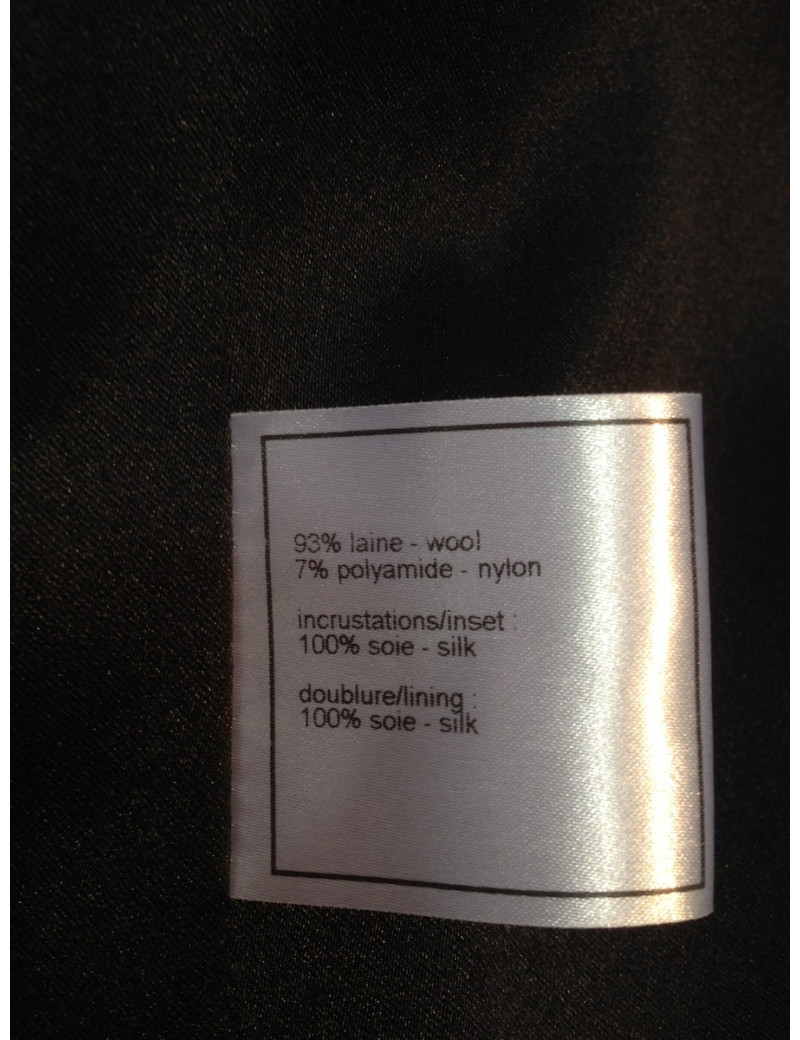 93% laine - wool
7% polyamide - nylon
incrustations/inset :
100% soie - silk
doublure/lining :
100% soie - silk